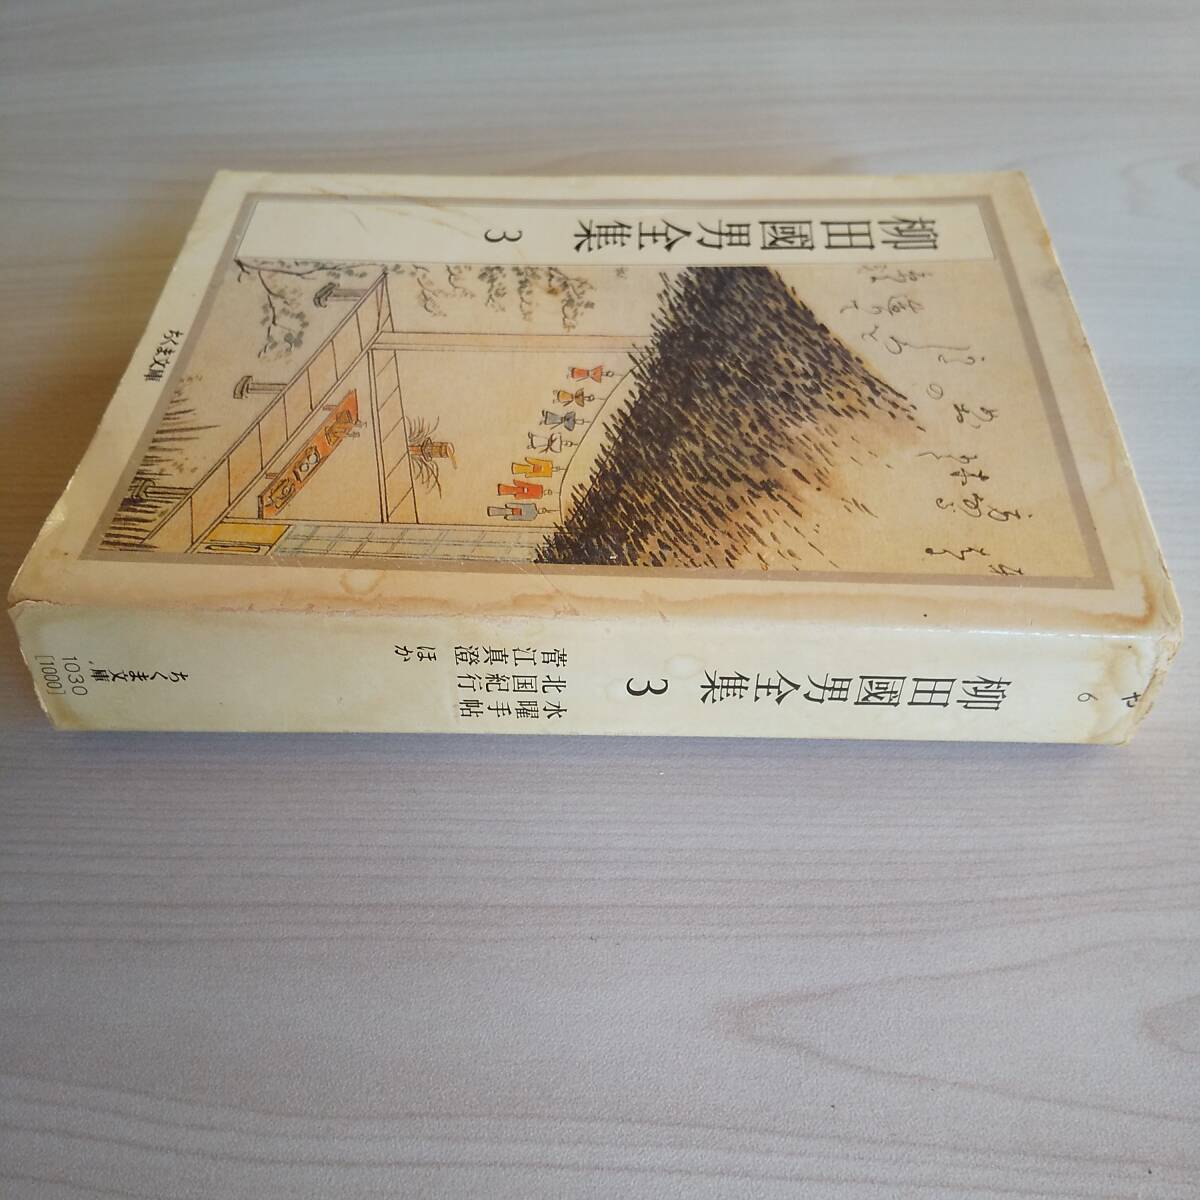 柳田國男全集 3
ちくま文庫
や
6
柳田國男全集 3
水曜手帖
北国紀行
菅江真澄 ほか
ちくま文庫
1030
[1000]